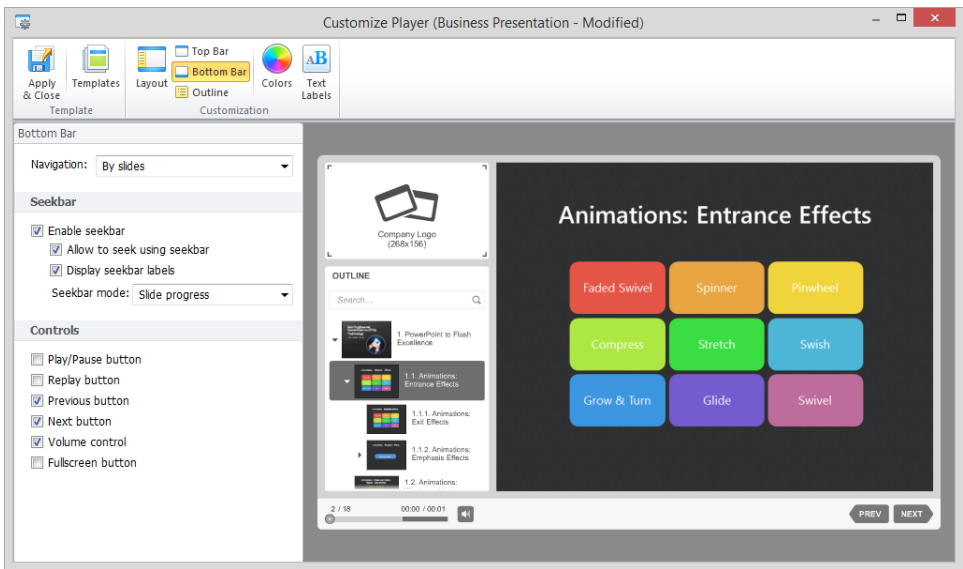 Customize Player (Business Presentation - Modified)
Apply
& Close
Templates
Template
Layout
Top Bar
Bottom Bar
Outline
Colors
Text
Labels
Customization
Bottom Bar
Navigation: By slides
Seekbar
Enable seekbar
Allow to seek using seekbar
Display seekbar labels
Seekbar mode: Slide progress
Controls
Play/Pause button
Replay button
Previous button
Next button
Volume control
Fullscreen button
Company Logo
(268x156)
OUTLINE
Search...
1. PowerPoint to Flash
Excellence
1.1. Animations:
Entrance Effects
1.1.1. Animations:
Exit Effects
1.1.2. Animations:
Emphasis Effects
1.2. Animations:
Animations: Entrance Effects
Faded Swivel Spinner Pinwheel
Compress Stretch Swish
Grow & Turn Glide Swivel
2 / 18 00:00 / 00:01
PREV NEXT